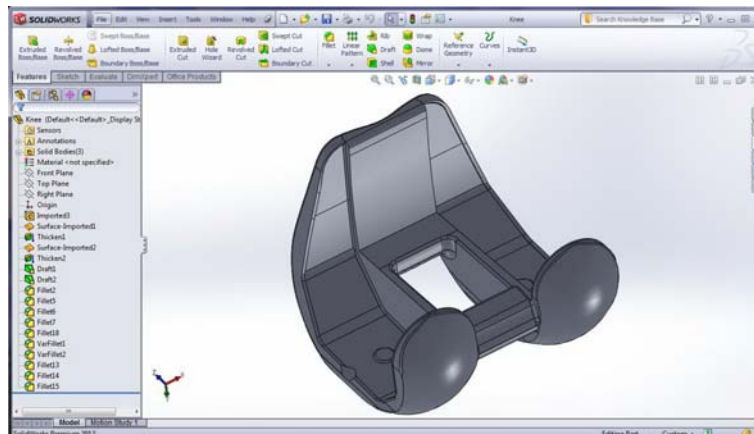 SOLIDWORKS File Edit View Insert Tools Window Help Knee Search Knowledge Base
Extruded Boss/Base
Revolved Boss/Base
Swept Boss/Base
Lofted Boss/Base
Boundary Boss/Base
Extruded Cut
Hole Wizard
Revolved Cut
Swept Cut
Lofted Cut
Boundary Cut
Fillet
Linear Pattern
Rib
Draft
Shell
Wrap
Dome
Mirror
Reference Geometry
Curves
Instant3D
Features Sketch Evaluate DimXpert Office Products
Knee (Default<<Default>_Display St
Sensors
Annotations
Solid Bodies(3)
Material <not specified>
Front Plane
Top Plane
Right Plane
Origin
Imported3
Surface-Imported1
Thicken1
Surface-Imported2
Thicken2
Draft1
Draft2
Fillet2
Fillet5
Fillet6
Fillet7
Fillet18
VarFillet1
VarFillet2
Fillet13
Fillet14
Fillet15
Model Motion Study 1
Editing Part Custom